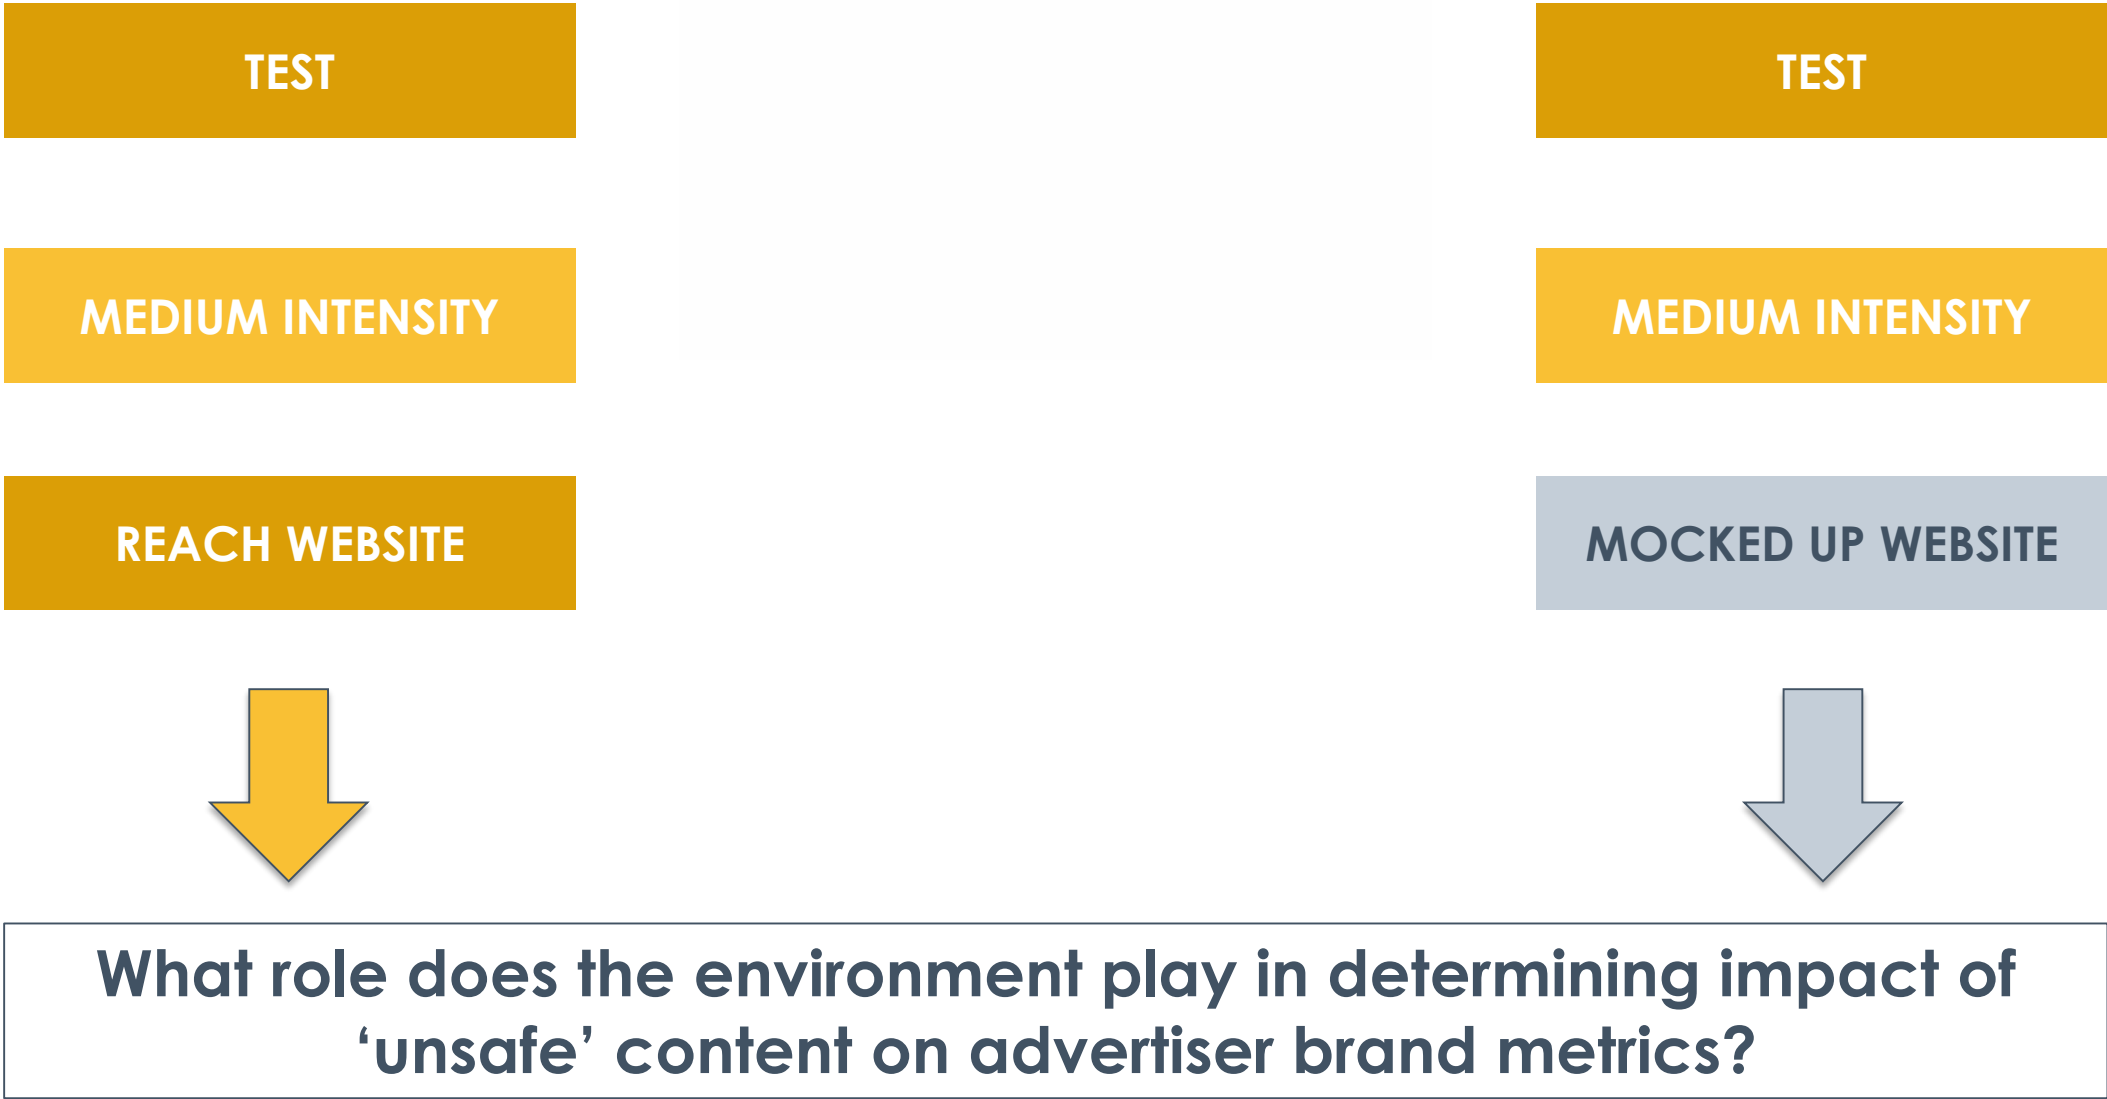 TEST
TEST
MEDIUM INTENSITY
MEDIUM INTENSITY
REACH WEBSITE
MOCKED UP WEBSITE
What role does the environment play in determining impact of
‘unsafe’ content on advertiser brand metrics?